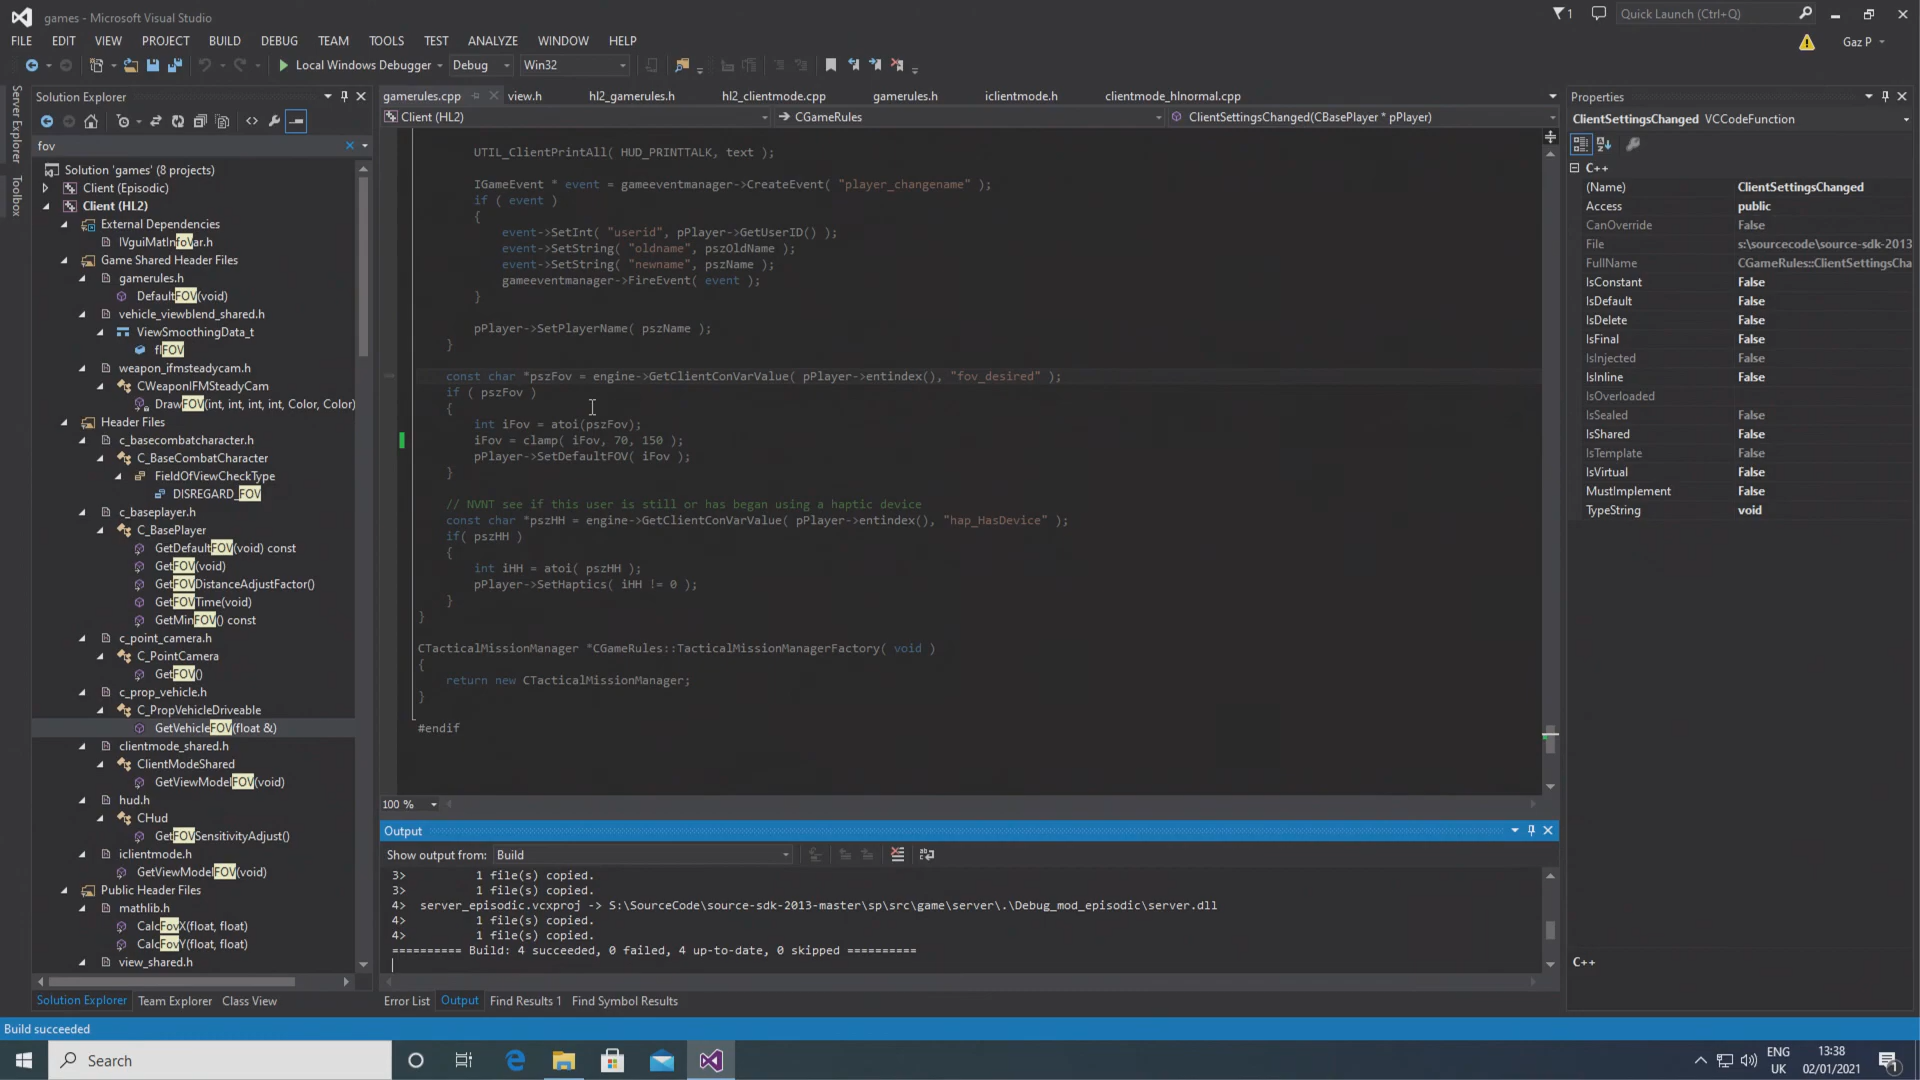 games - Microsoft Visual Studio
1
Quick Launch (Ctrl+Q)
FILE EDIT VIEW PROJECT BUILD DEBUG TEAM TOOLS TEST ANALYZE WINDOW HELP
Gaz P
Local Windows Debugger Debug Win32
Server Explorer
Toolbox
Solution Explorer
fov
Solution 'games' (8 projects)
Client (Episodic)
Client (HL2)
External Dependencies
IVguiMatInfoVar.h
Game Shared Header Files
gamerules.h
DefaultFOV(void)
vehicle_viewblend_shared.h
ViewSmoothingData_t
flFOV
weapon_ifmsteadycam.h
CWeaponIFMSteadyCam
DrawFOV(int, int, int, int, Color, Color)
Header Files
c_basecombatcharacter.h
C_BaseCombatCharacter
FieldOfViewCheckType
DISREGARD_FOV
c_baseplayer.h
C_BasePlayer
GetDefaultFOV(void) const
GetFOV(void)
GetFOVDistanceAdjustFactor()
GetFOVTime(void)
GetMinFOV() const
c_point_camera.h
C_PointCamera
GetFOV()
c_prop_vehicle.h
C_PropVehicleDriveable
GetVehicleFOV(float &)
clientmode_shared.h
ClientModeShared
GetViewModelFOV(void)
hud.h
CHud
GetFOVSensitivityAdjust()
iclientmode.h
GetViewModelFOV(void)
Public Header Files
mathlib.h
CalcFovX(float, float)
CalcFovY(float, float)
view_shared.h
Solution Explorer Team Explorer Class View
gamerules.cpp view.h hl2_gamerules.h hl2_clientmode.cpp gamerules.h iclientmode.h clientmode_hlnormal.cpp
Client (HL2) CGameRules ClientSettingsChanged(CBasePlayer * pPlayer)
UTIL_ClientPrintAll( HUD_PRINTTALK, text );
IGameEvent * event = gameeventmanager->CreateEvent( "player_changename" );
if ( event )
{
event->SetInt( "userid", pPlayer->GetUserID() );
event->SetString( "oldname", pszOldName );
event->SetString( "newname", pszName );
gameeventmanager->FireEvent( event );
}
pPlayer->SetPlayerName( pszName );
}
const char *pszFov = engine->GetClientConVarValue( pPlayer->entindex(), "fov_desired" );
if ( pszFov )
{
int iFov = atoi(pszFov);
iFov = clamp( iFov, 70, 150 );
pPlayer->SetDefaultFOV( iFov );
}
// NVNT see if this user is still or has began using a haptic device
const char *pszHH = engine->GetClientConVarValue( pPlayer->entindex(), "hap_HasDevice" );
if( pszHH )
{
int iHH = atoi( pszHH );
pPlayer->SetHaptics( iHH != 0 );
}
}
CTacticalMissionManager *CGameRules::TacticalMissionManagerFactory( void )
{
return new CTacticalMissionManager;
}
#endif
100 %
Output
Show output from: Build
3> 1 file(s) copied.
3> 1 file(s) copied.
4> server_episodic.vcxproj -> S:\SourceCode\source-sdk-2013-master\sp\src\game\server\.\Debug_mod_episodic\server.dll
4> 1 file(s) copied.
4> 1 file(s) copied.
========== Build: 4 succeeded, 0 failed, 4 up-to-date, 0 skipped ==========
Error List Output Find Results 1 Find Symbol Results
Properties
ClientSettingsChanged VCCodeFunction
C++
(Name) ClientSettingsChanged
Access public
CanOverride False
File s:\sourcecode\source-sdk-2013
FullName CGameRules::ClientSettingsCha
IsConstant False
IsDefault False
IsDelete False
IsFinal False
IsInjected False
IsInline False
IsOverloaded False
IsSealed False
IsShared False
IsTemplate False
IsVirtual False
MustImplement False
TypeString void
C++
Build succeeded
Search
ENG
UK
13:38
02/01/2021
1